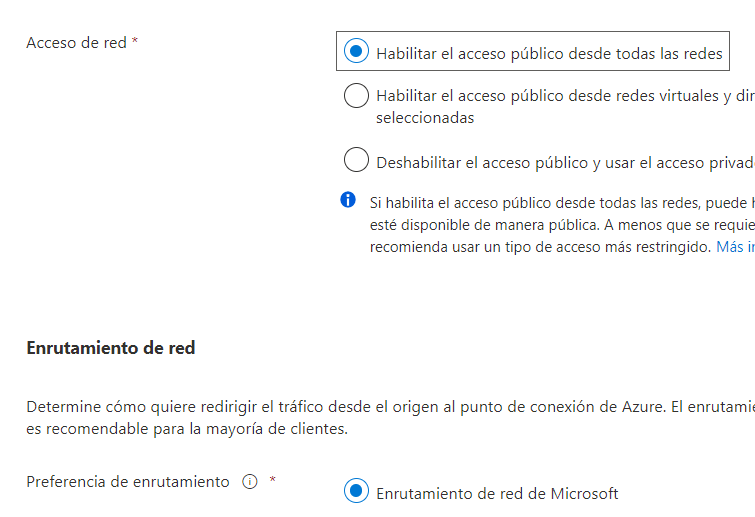 Acceso de red *
Habilitar el acceso público desde todas las redes
Habilitar el acceso público desde redes virtuales y
seleccionadas
Deshabilitar el acceso público y usar el acceso
Si habilita el acceso público desde todas las redes, puede
esté disponible de manera pública. A menos que se
recomienda usar un tipo de acceso más restringido. Más
Enrutamiento de red
Determine cómo quiere redirigir el tráfico desde el origen al punto de conexión de Azure. El
es recomendable para la mayoría de clientes.
Preferencia de enrutamiento *
Enrutamiento de red de Microsoft